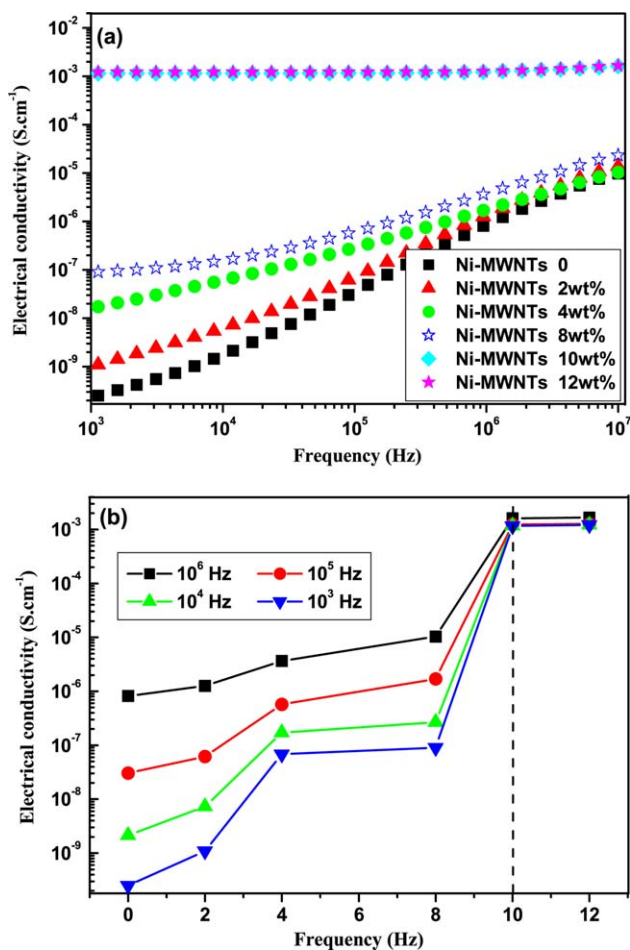 (a)
10⁻²
10⁻³
10⁻⁴
10⁻⁵
10⁻⁶
10⁻⁷
10⁻⁸
10⁻⁹
Electrical conductivity (S.cm⁻¹)
Ni-MWNTs 0
Ni-MWNTs 2wt%
Ni-MWNTs 4wt%
Ni-MWNTs 8wt%
Ni-MWNTs 10wt%
Ni-MWNTs 12wt%
10³ 10⁴ 10⁵ 10⁶ 10⁷
Frequency (Hz)
(b)
10⁻³
10⁻⁴
10⁻⁵
10⁻⁶
10⁻⁷
10⁻⁸
10⁻⁹
Electrical conductivity (S.cm⁻¹)
10⁶ Hz 10⁵ Hz
10⁴ Hz 10³ Hz
0 2 4 6 8 10 12
Frequency (Hz)